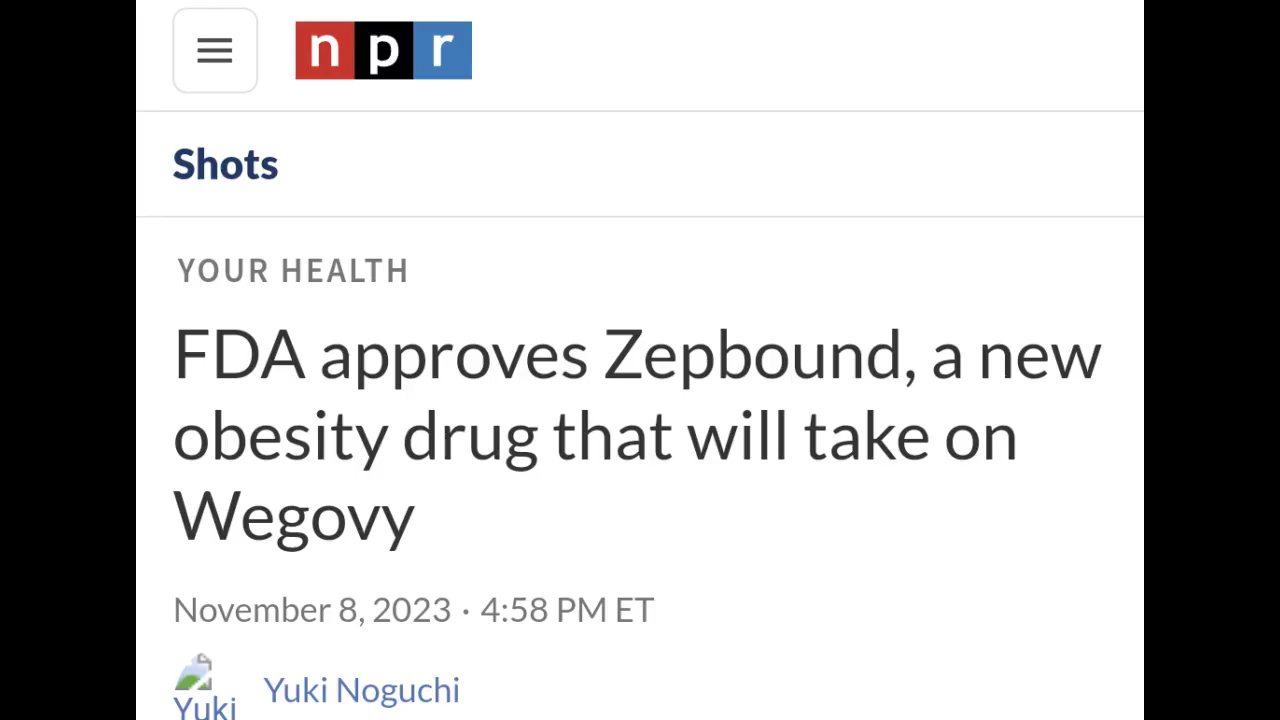 npr
Shots
YOUR HEALTH
FDA approves Zepbound, a new
obesity drug that will take on
Wegovy
November 8, 2023 · 4:58 PM ET
Yuki Noguchi
Yuki